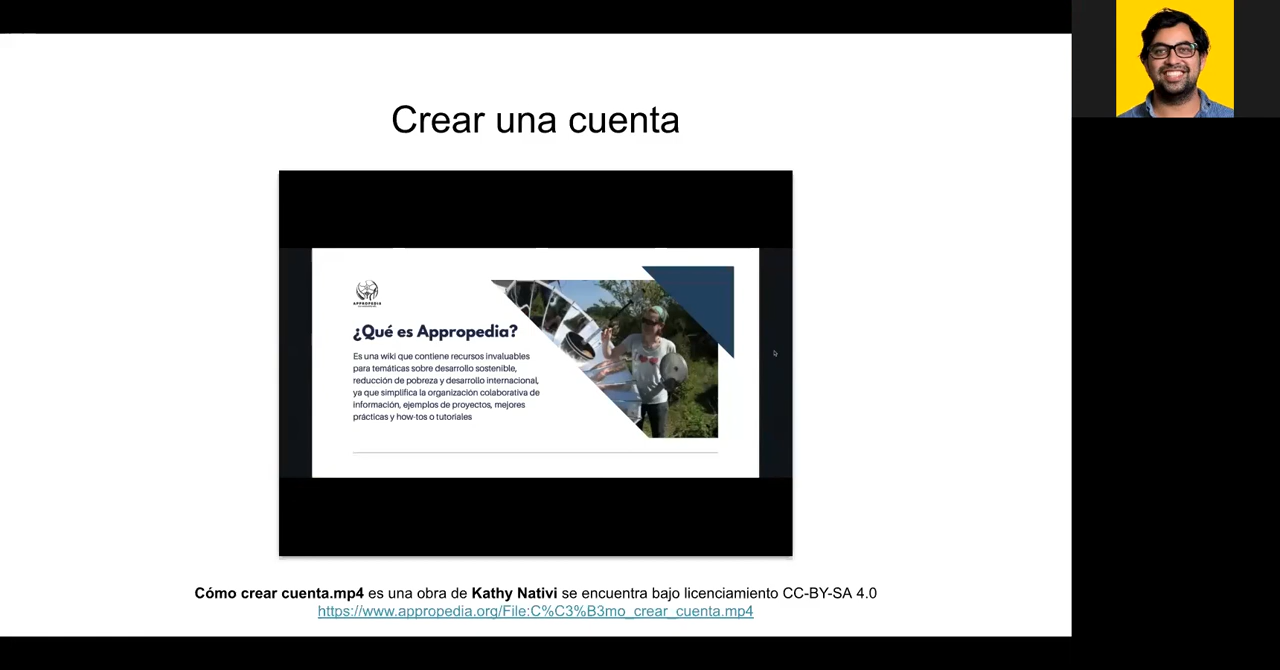 Crear una cuenta
APPROPEDIA
¿Qué es Appropedia?
Es una wiki que contiene recursos invaluables
para temáticas sobre desarrollo sostenible,
reducción de pobreza y desarrollo internacional,
ya que simplifica la organización colaborativa de
información, ejemplos de proyectos, mejores
prácticas y how-tos o tutoriales
Cómo crear cuenta.mp4 es una obra de Kathy Nativi se encuentra bajo licenciamiento CC-BY-SA 4.0
https://www.appropedia.org/File:C%C3%B3mo_crear_cuenta.mp4